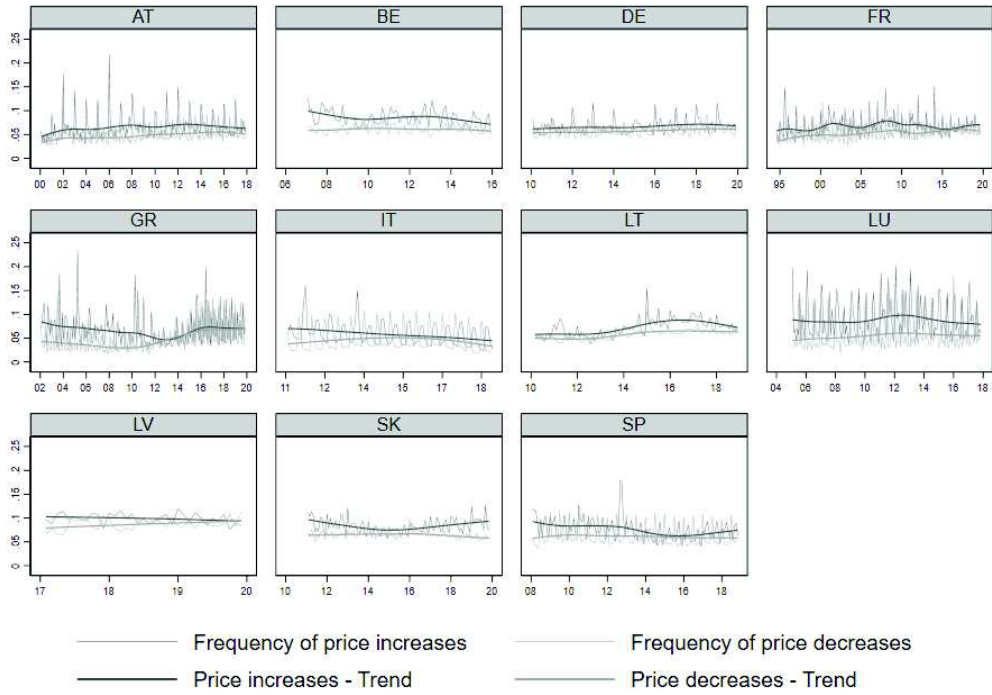 AT BE DE FR
.25
.2
.15
.1
.05
0
00 02 04 06 08 10 12 14 16 18 06 08 10 12 14 16 10 12 14 16 18 20 95 00 05 10 15 20
GR IT LT LU
.25
.2
.15
.1
.05
0
02 04 06 08 10 12 14 16 18 20 11 12 13 14 15 16 17 18 10 12 14 16 18 04 06 08 10 12 14 16 18
LV SK SP
.25
.2
.15
.1
.05
0
17 18 19 20 10 12 14 16 18 20 08 10 12 14 16 18
Frequency of price increases Frequency of price decreases
Price increases - Trend Price decreases - Trend